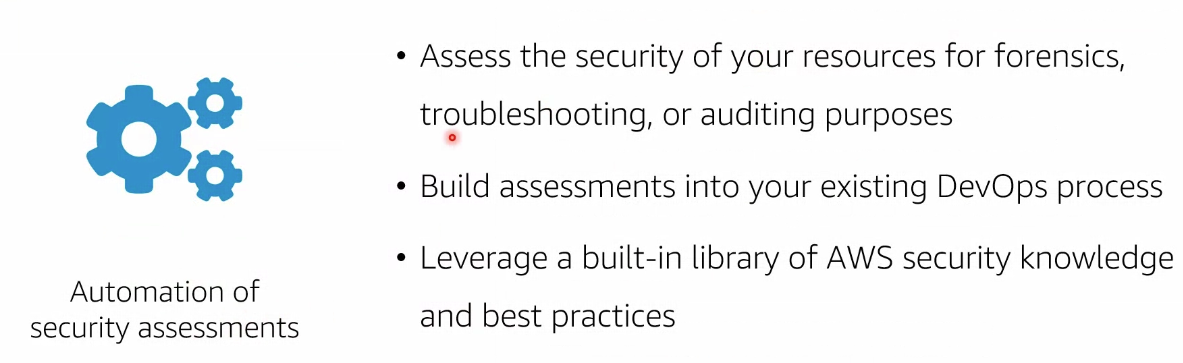 • Assess the security of your resources for forensics,
troubleshooting, or auditing purposes
• Build assessments into your existing DevOps process
• Leverage a built-in library of AWS security knowledge
and best practices
Automation of
security assessments